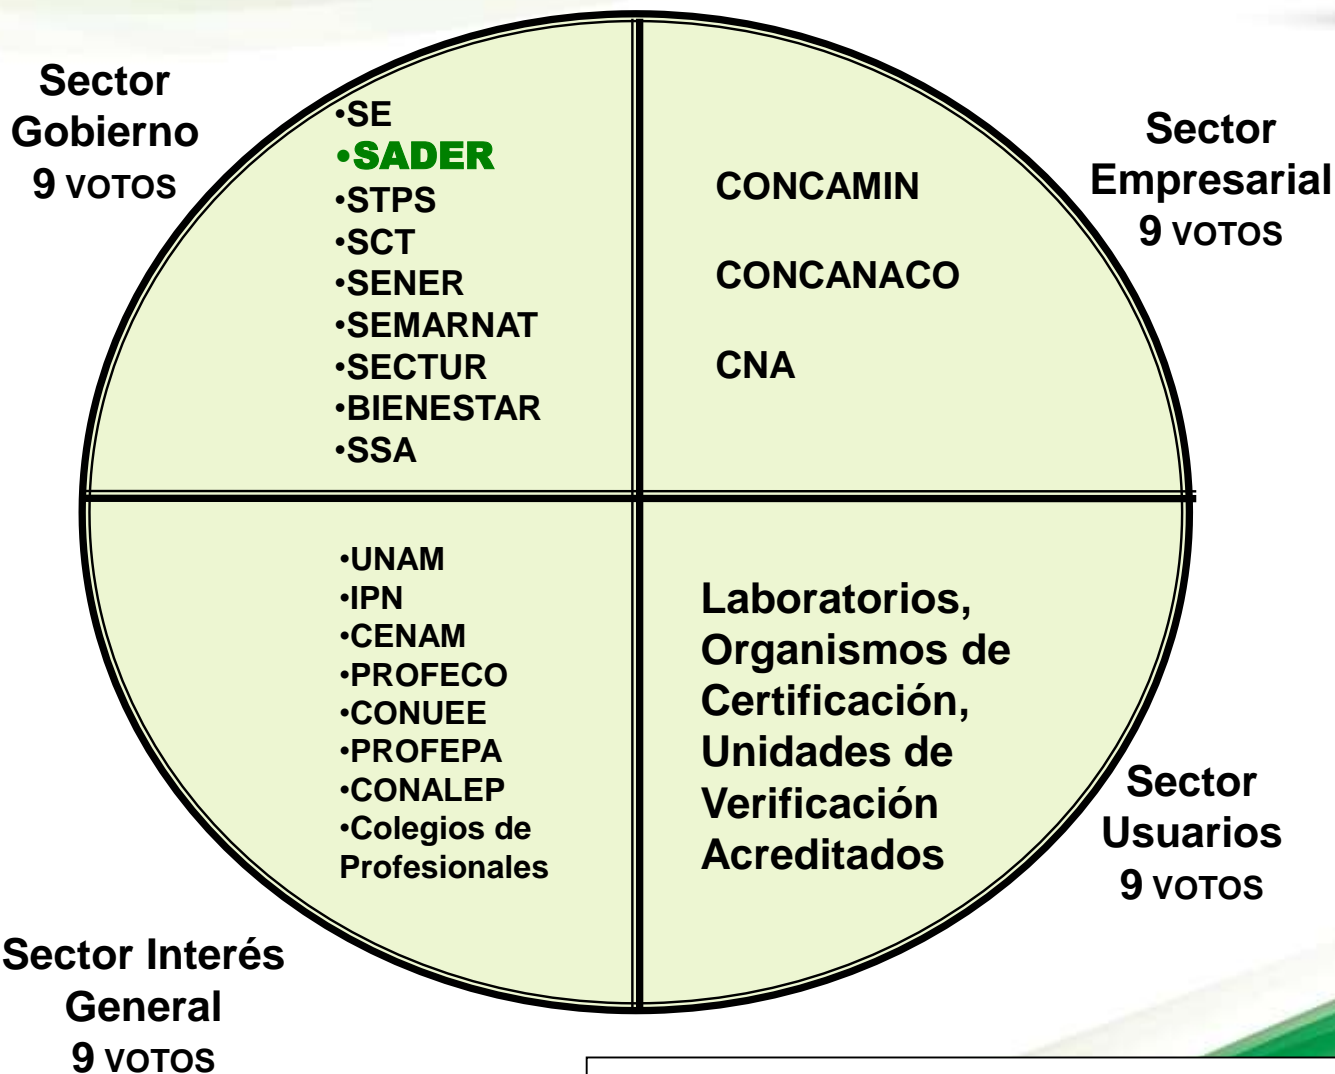 Sector
Gobierno
9 VOTOS
•SE
•SADER
•STPS
•SCT
•SENER
•SEMARNAT
•SECTUR
•BIENESTAR
•SSA
CONCAMIN
CONCANACO
CNA
Sector
Empresarial
9 VOTOS
•UNAM
•IPN
•CENAM
•PROFECO
•CONUEE
•PROFEPA
•CONALEP
•Colegios de
Profesionales
Sector Interés
General
9 VOTOS
Laboratorios,
Organismos de
Certificación,
Unidades de
Verificación
Acreditados
Sector
Usuarios
9 VOTOS